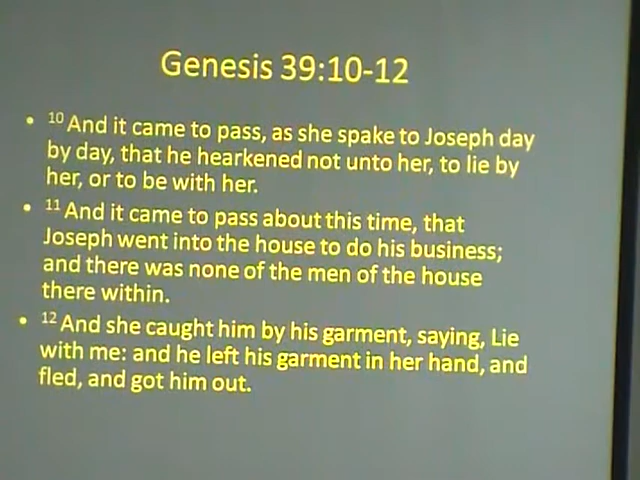 Genesis 39:10-12
• 10 And it came to pass, as she spake to Joseph day
by day, that he hearkened not unto her, to lie by
her, or to be with her.
• 11 And it came to pass about this time, that
Joseph went into the house to do his business;
and there was none of the men of the house
there within.
• 12 And she caught him by his garment, saying, Lie
with me: and he left his garment in her hand, and
fled, and got him out.